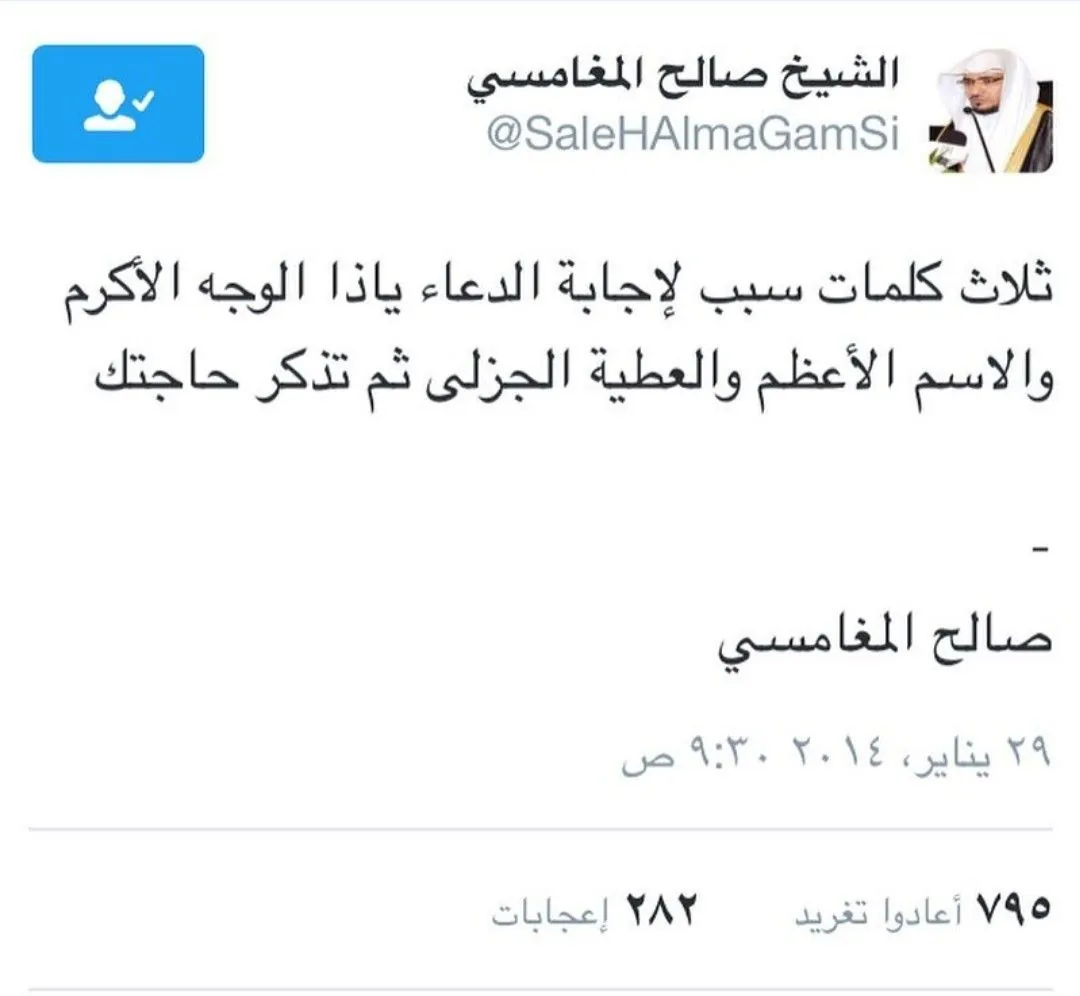 الشيخ صالح المغامسي
@SaleHAlmaGamSi
ثلاث كلمات سبب لإجابة الدعاء ياذا الوجه الأكرم
والاسم الأعظم والعطية الجزلى ثم تذكر حاجتك
-
صالح المغامسي
٢٩ يناير، ٢٠١٤ ٩:٣٠ ص
٧٩٥ أعادوا تغريد ٢٨٢ إعجابات